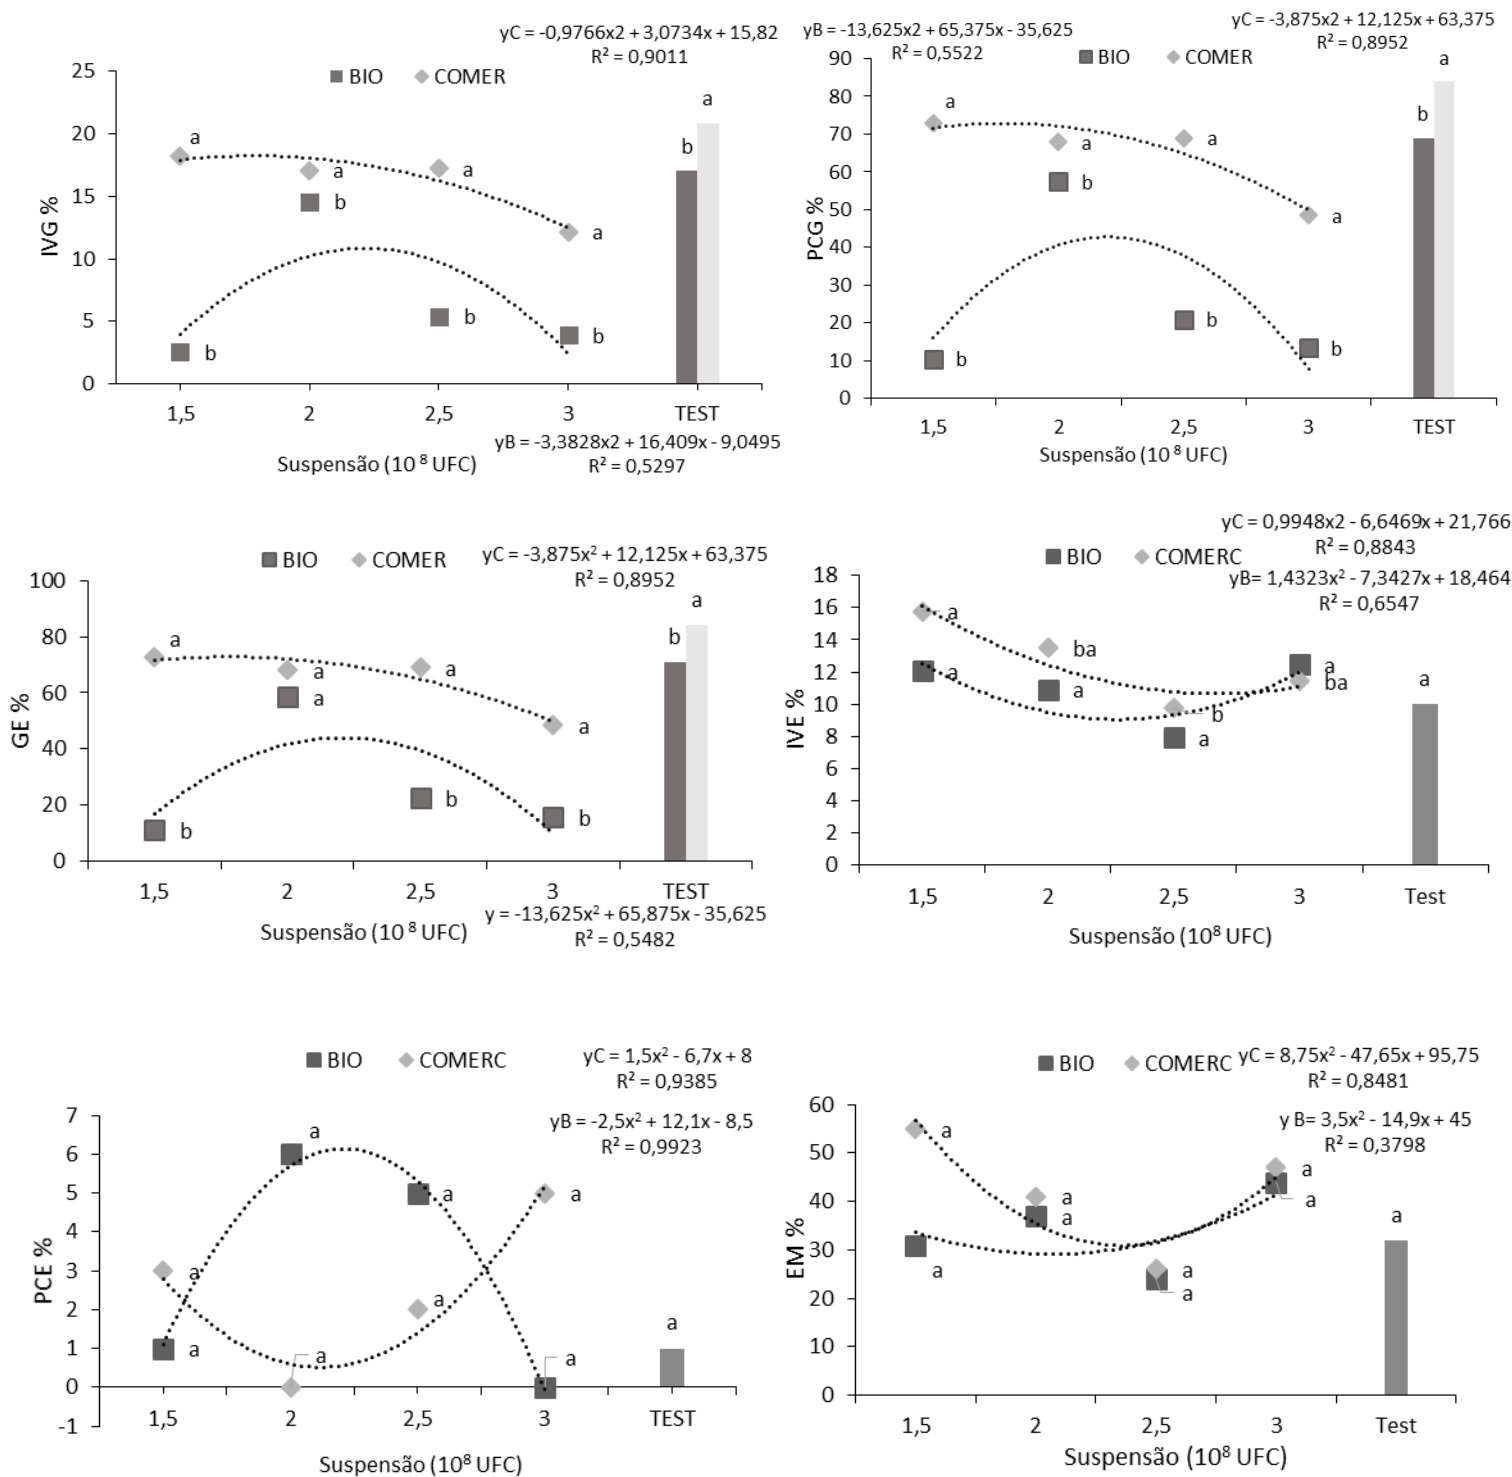 yC = -0,9766x2 + 3,0734x + 15,82
R² = 0,9011
BIO COMER
25
20
15
10
5
0
IVG %
a
a
a
a
b
b
b
b
b
a
1,5 2 2,5 3 TEST
yB = -3,3828x2 + 16,409x - 9,0495
R² = 0,5297
Suspensão (10 ⁸ UFC)
yB = -13,625x2 + 65,375x - 35,625
R² = 0,5522
yC = -3,875x2 + 12,125x + 63,375
R² = 0,8952
BIO COMER
90
80
70
60
50
40
30
20
10
0
PCG %
a
a
a
a
b
b
b
b
b
a
1,5 2 2,5 3 TEST
Suspensão (10 ⁸ UFC)
BIO COMER
yC = -3,875x² + 12,125x + 63,375
R² = 0,8952
100
80
60
40
20
0
GE %
a
a
a
a
b
a
b
b
b
a
1,5 2 2,5 3 TEST
y = -13,625x² + 65,875x - 35,625
R² = 0,5482
Suspensão (10 ⁸ UFC)
yC = 0,9948x2 - 6,6469x + 21,766
R² = 0,8843
BIO COMERC
yB= 1,4323x² - 7,3427x + 18,464
R² = 0,6547
18
16
14
12
10
8
6
4
2
0
IVE %
a
ba
b
ba
a
a
a
a
a
1,5 2 2,5 3 Test
Suspensão (10⁸ UFC)
BIO COMERC
yC = 1,5x² - 6,7x + 8
R² = 0,9385
yB = -2,5x² + 12,1x - 8,5
R² = 0,9923
7
6
5
4
3
2
1
0
-1
PCE %
a
a
a
a
a
a
a
a
a
1,5 2 2,5 3 TEST
Suspensão (10⁸ UFC)
BIO COMERC
yC = 8,75x² - 47,65x + 95,75
R² = 0,8481
y B= 3,5x² - 14,9x + 45
R² = 0,3798
60
50
40
30
20
10
0
EM %
a
a
a
a
a
a
a
a
a
1,5 2 2,5 3 Test
Suspensão (10⁸ UFC)